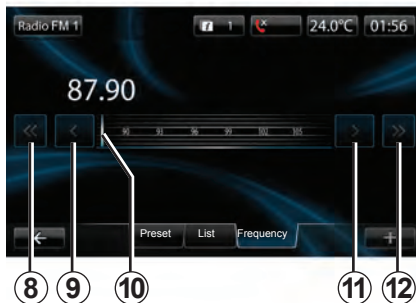 Radio FM 1 1 24.0°C 01:56
87.90
« < 90 93 96 99 102 105 > »
Preset List Frequency
8 9 10 11 12